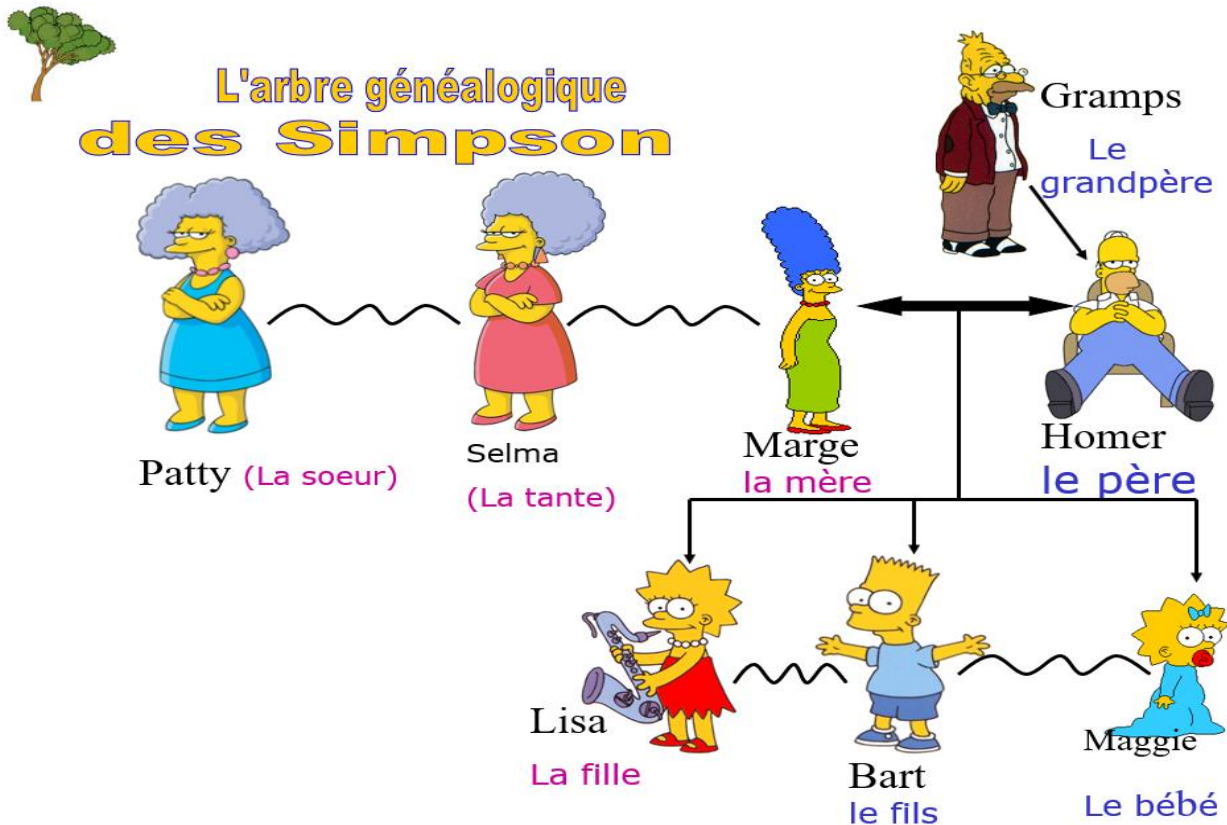 L'arbre généalogique
des Simpson
Gramps
Le
grandpère
Patty (La soeur)
Selma
(La tante)
Marge
la mère
Homer
le père
Lisa
La fille
Bart
le fils
Maggie
Le bébé